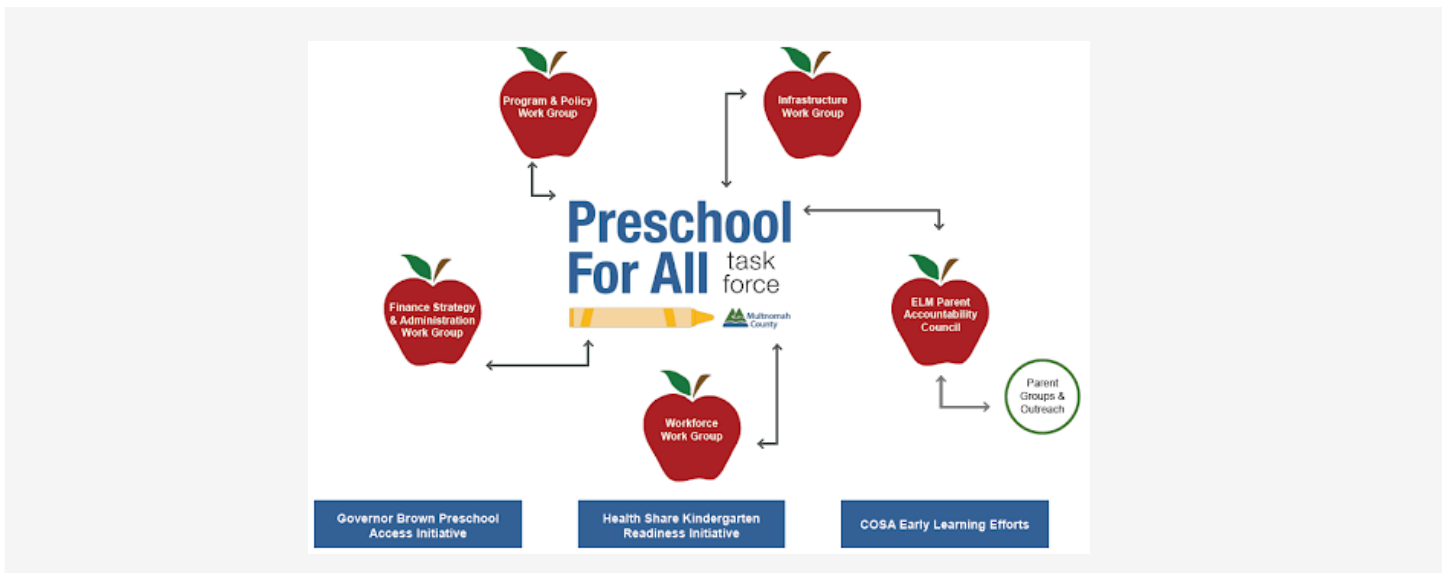 Program & Policy
Work Group
Infrastructure
Work Group
Preschool
For All task
force
Multnomah
County
Finance Strategy
& Administration
Work Group
ELM Parent
Accountability
Council
Parent
Groups &
Outreach
Workforce
Work Group
Governor Brown Preschool
Access Initiative
Health Share Kindergarten
Readiness Initiative
COSA Early Learning Efforts